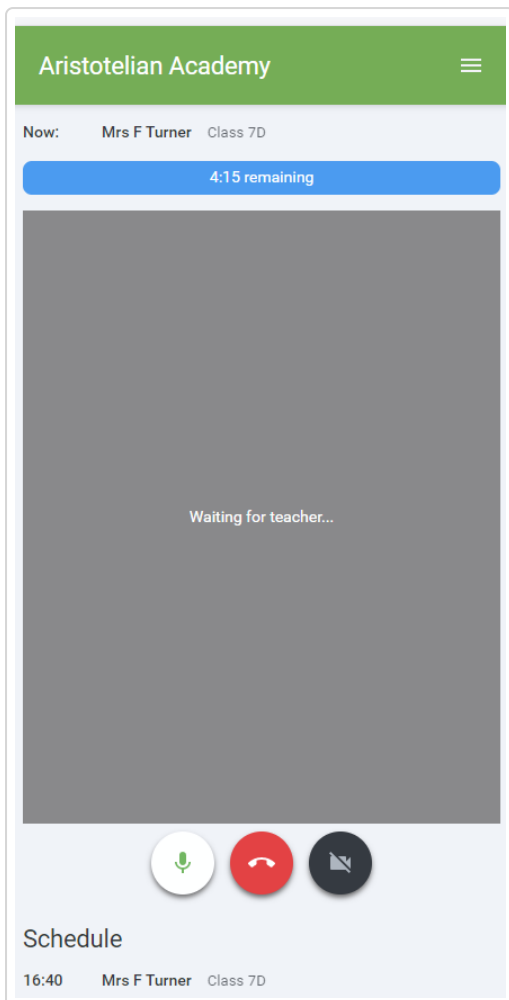 Aristotelian Academy
Now: Mrs F Turner Class 7D
4:15 remaining
Waiting for teacher...
Schedule
16:40 Mrs F Turner Class 7D